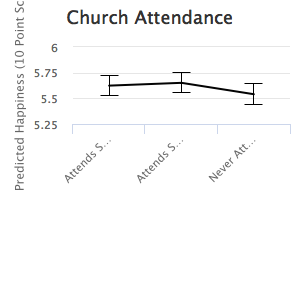 Church Attendance
Predicted Happiness (10 Point Sc
6
5.75
5.5
5.25
Attends S...
Attends S...
Never Att...